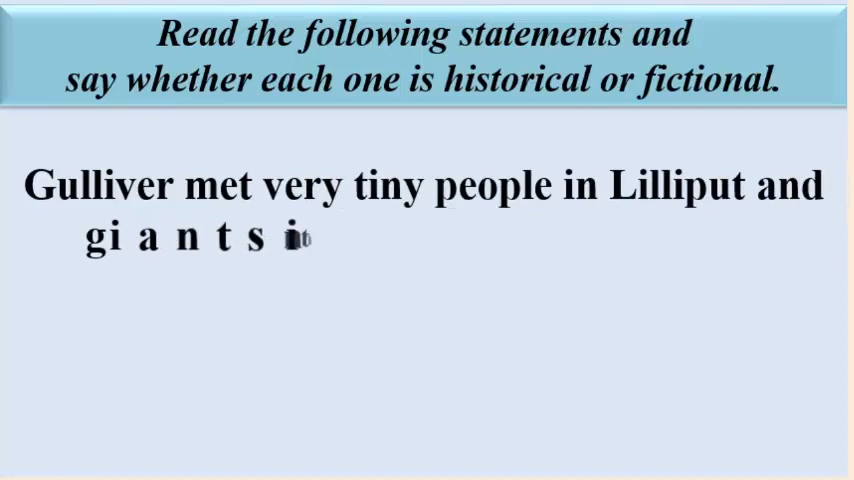 Read the following statements and
say whether each one is historical or fictional.
Gulliver met very tiny people in Lilliput and
giants